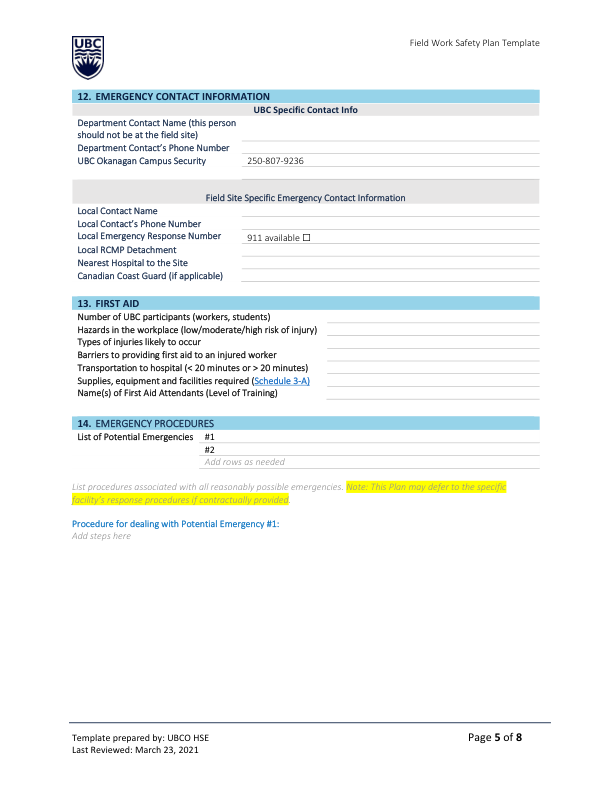 UBC
Field Work Safety Plan Template
12. EMERGENCY CONTACT INFORMATION
UBC Specific Contact Info
Department Contact Name (this person
should not be at the field site)
Department Contact's Phone Number
UBC Okanagan Campus Security 250-807-9236
Field Site Specific Emergency Contact Information
Local Contact Name
Local Contact's Phone Number
Local Emergency Response Number 911 available ☐
Local RCMP Detachment
Nearest Hospital to the Site
Canadian Coast Guard (if applicable)
13. FIRST AID
Number of UBC participants (workers, students)
Hazards in the workplace (low/moderate/high risk of injury)
Types of injuries likely to occur
Barriers to providing first aid to an injured worker
Transportation to hospital (< 20 minutes or > 20 minutes)
Supplies, equipment and facilities required (Schedule 3-A)
Name(s) of First Aid Attendants (Level of Training)
14. EMERGENCY PROCEDURES
List of Potential Emergencies #1
#2
Add rows as needed
List procedures associated with all reasonably possible emergencies. Note: This Plan may defer to the specific
facility's response procedures if contractually provided.
Procedure for dealing with Potential Emergency #1:
Add steps here
Template prepared by: UBCO HSE
Last Reviewed: March 23, 2021
Page 5 of 8